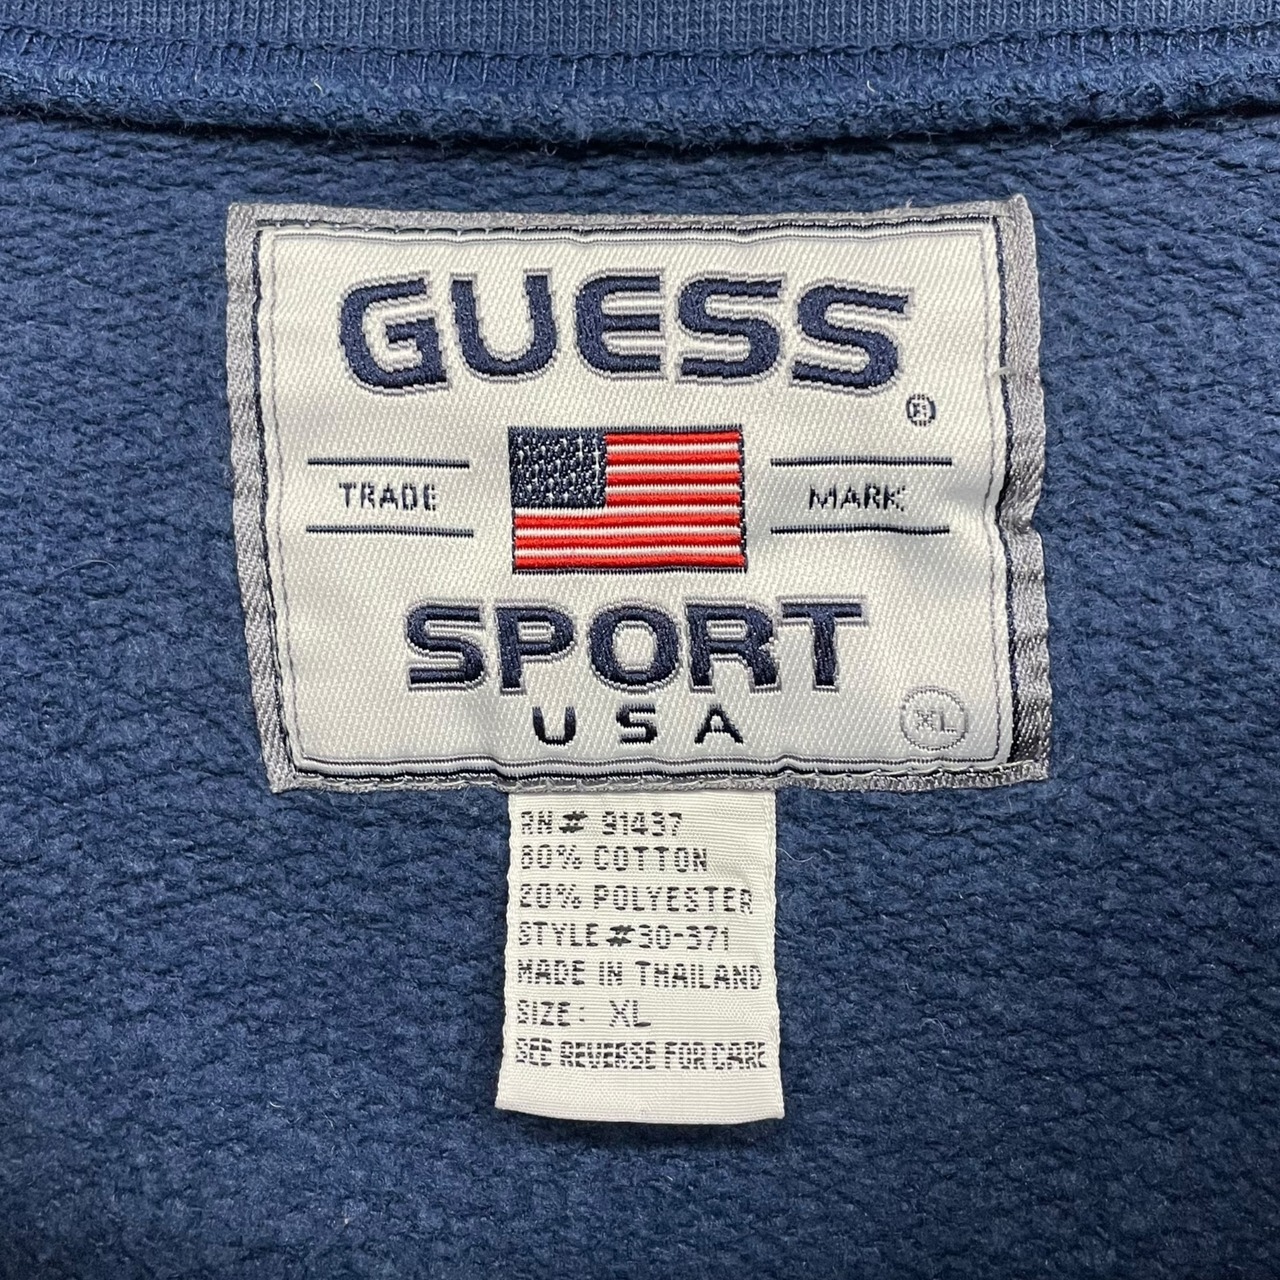 GUESS
®
TRADE MARK
SPORT
USA
XL
RN# 91437
80% COTTON
20% POLYESTER
STYLE#30-371
MADE IN THAILAND
SIZE: XL
SEE REVERSE FOR CARE